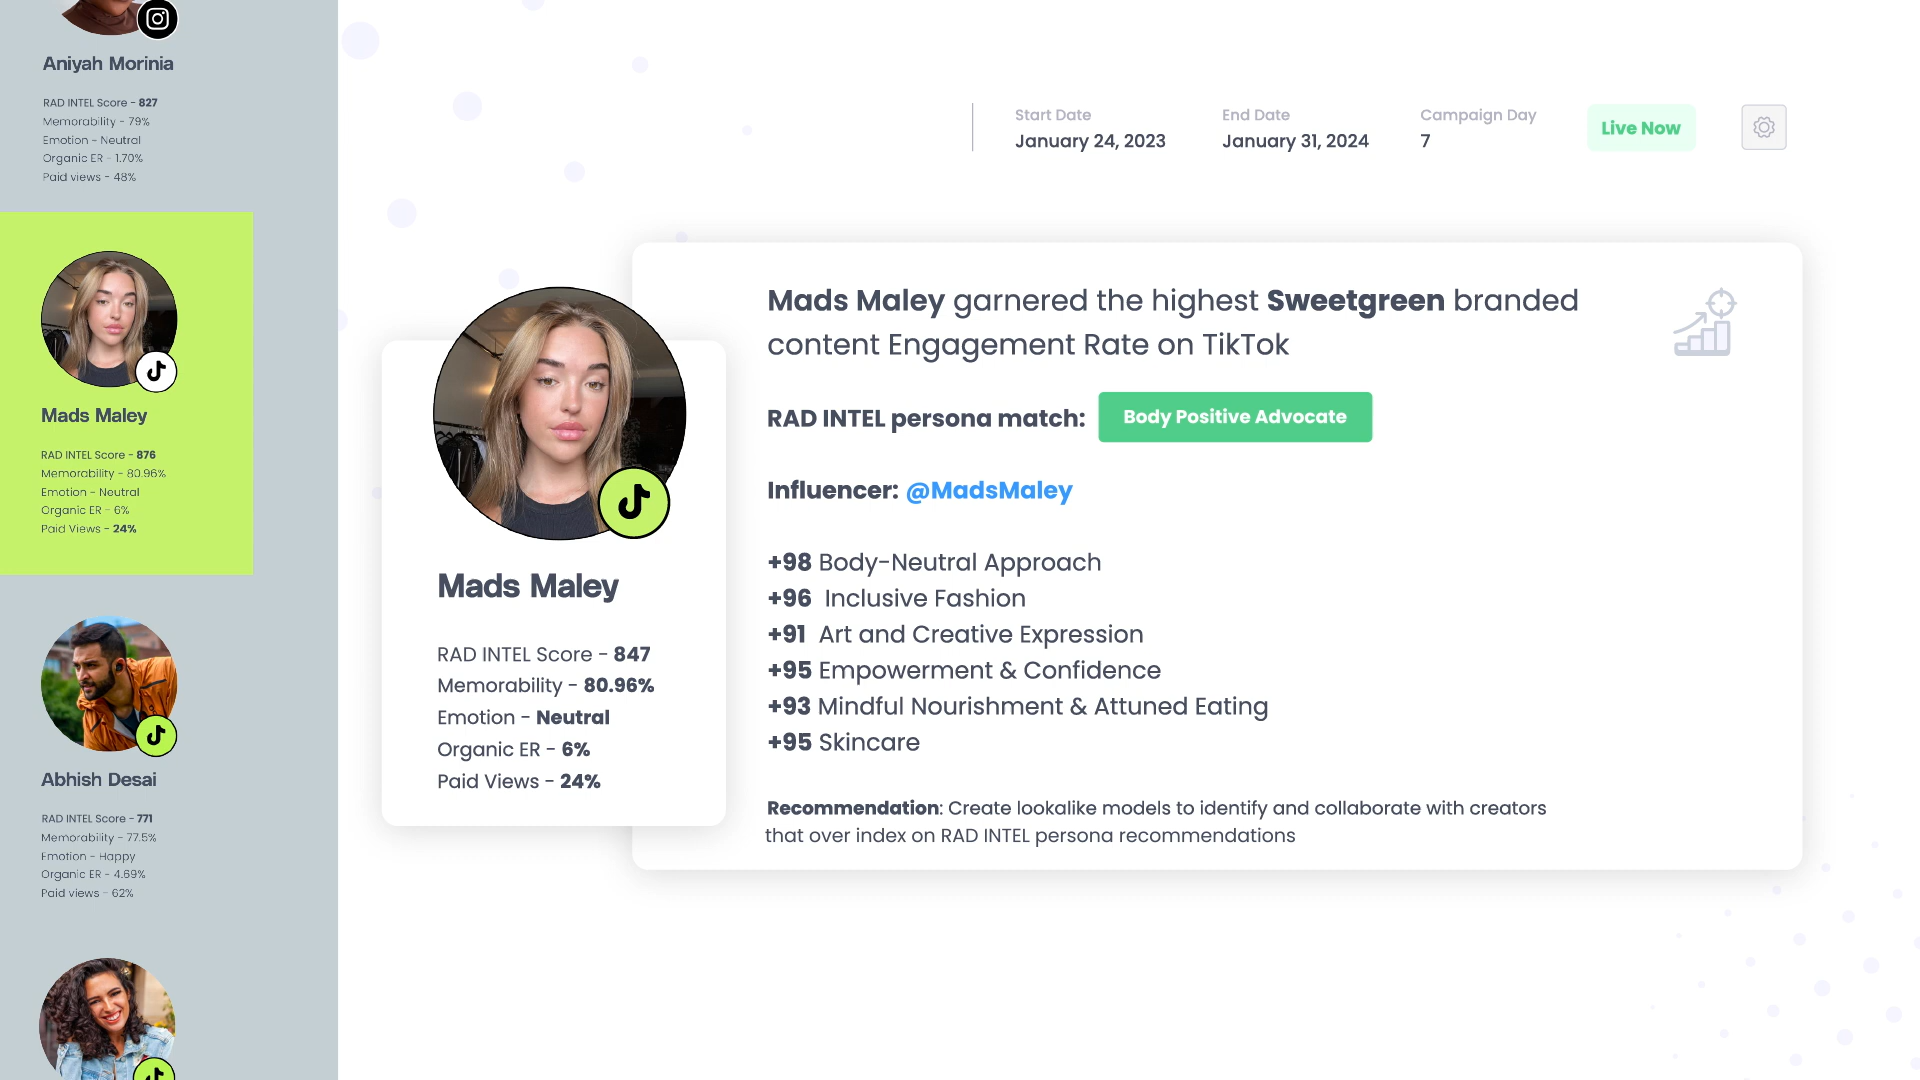 Aniyah Morinia
RAD INTEL Score - 827
Memorability - 79%
Emotion - Neutral
Organic ER - 1.70%
Paid views - 48%
Mads Maley
RAD INTEL Score - 876
Memorability - 80.96%
Emotion - Neutral
Organic ER - 6%
Paid Views - 24%
Abhish Desai
RAD INTEL Score - 771
Memorability - 77.5%
Emotion - Happy
Organic ER - 4.69%
Paid views - 62%
Start Date
January 24, 2023
End Date
January 31, 2024
Campaign Day
7
Live Now
Mads Maley
RAD INTEL Score - 847
Memorability - 80.96%
Emotion - Neutral
Organic ER - 6%
Paid Views - 24%
Mads Maley garnered the highest Sweetgreen branded
content Engagement Rate on TikTok
RAD INTEL persona match: Body Positive Advocate
Influencer: @MadsMaley
+98 Body-Neutral Approach
+96 Inclusive Fashion
+91 Art and Creative Expression
+95 Empowerment & Confidence
+93 Mindful Nourishment & Attuned Eating
+95 Skincare
Recommendation: Create lookalike models to identify and collaborate with creators
that over index on RAD INTEL persona recommendations